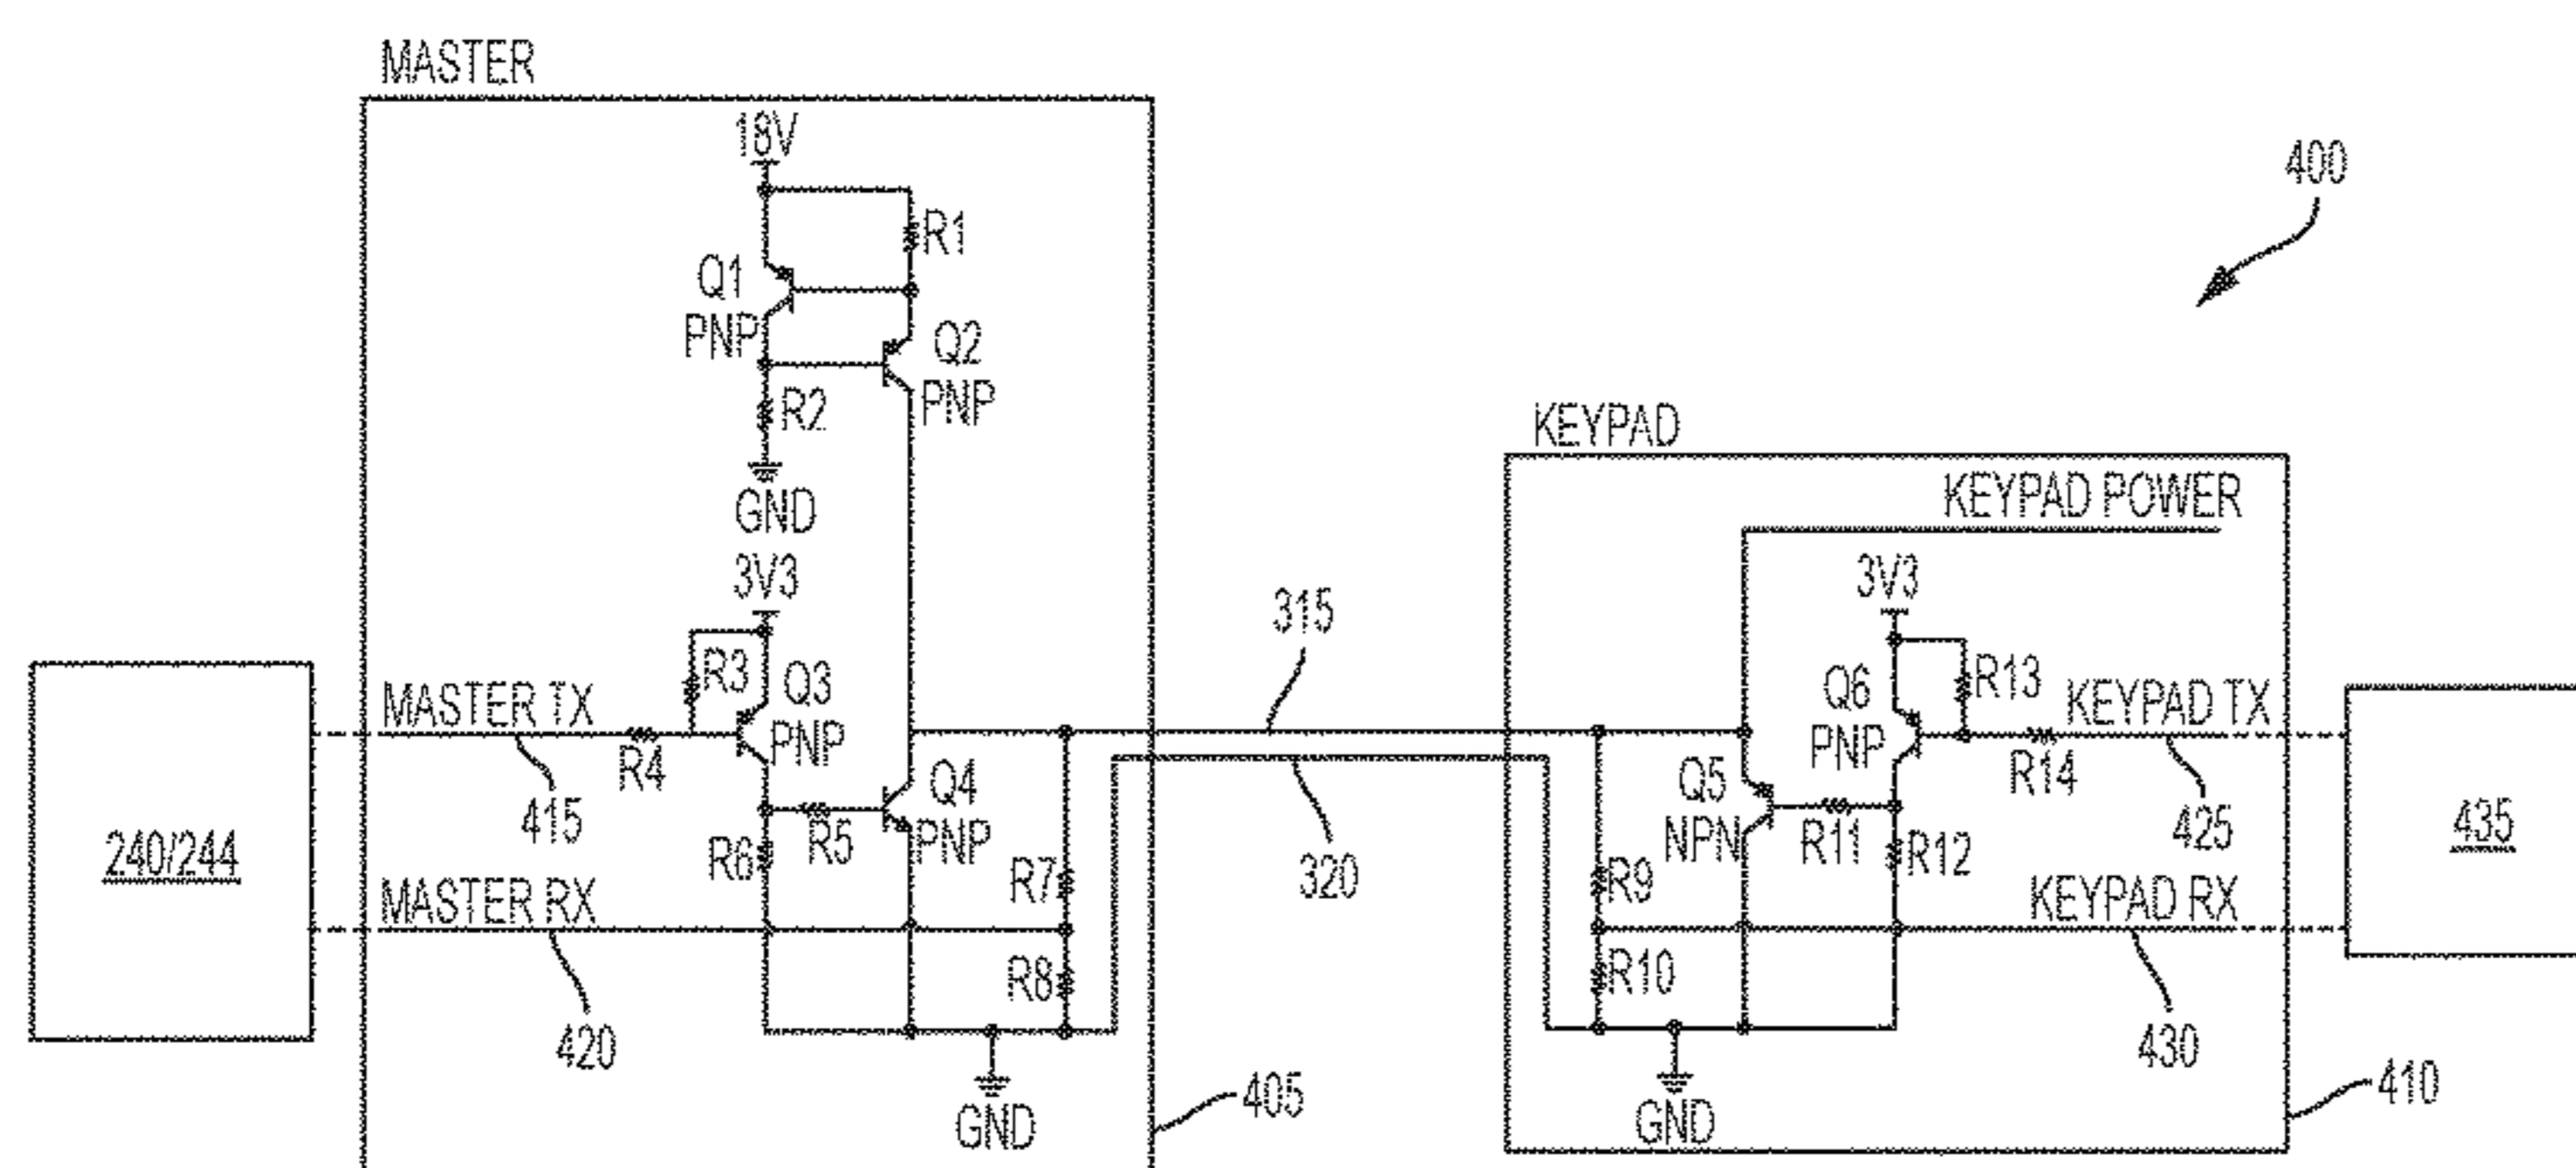 MASTER
18V
400
R1
Q1
PNP
Q2
PNP
R2
GND
KEYPAD
KEYPAD POWER
3V3
3V3
315
R3
Q3
PNP
MASTER TX
R4
415
Q6
PNP
R13
KEYPAD TX
R14
425
240/244
R6
R5
Q4
PNP
R7
320
Q5
NPN
R11
R12
R9
435
MASTER RX
420
R8
KEYPAD RX
R10
430
GND
405
GND
410